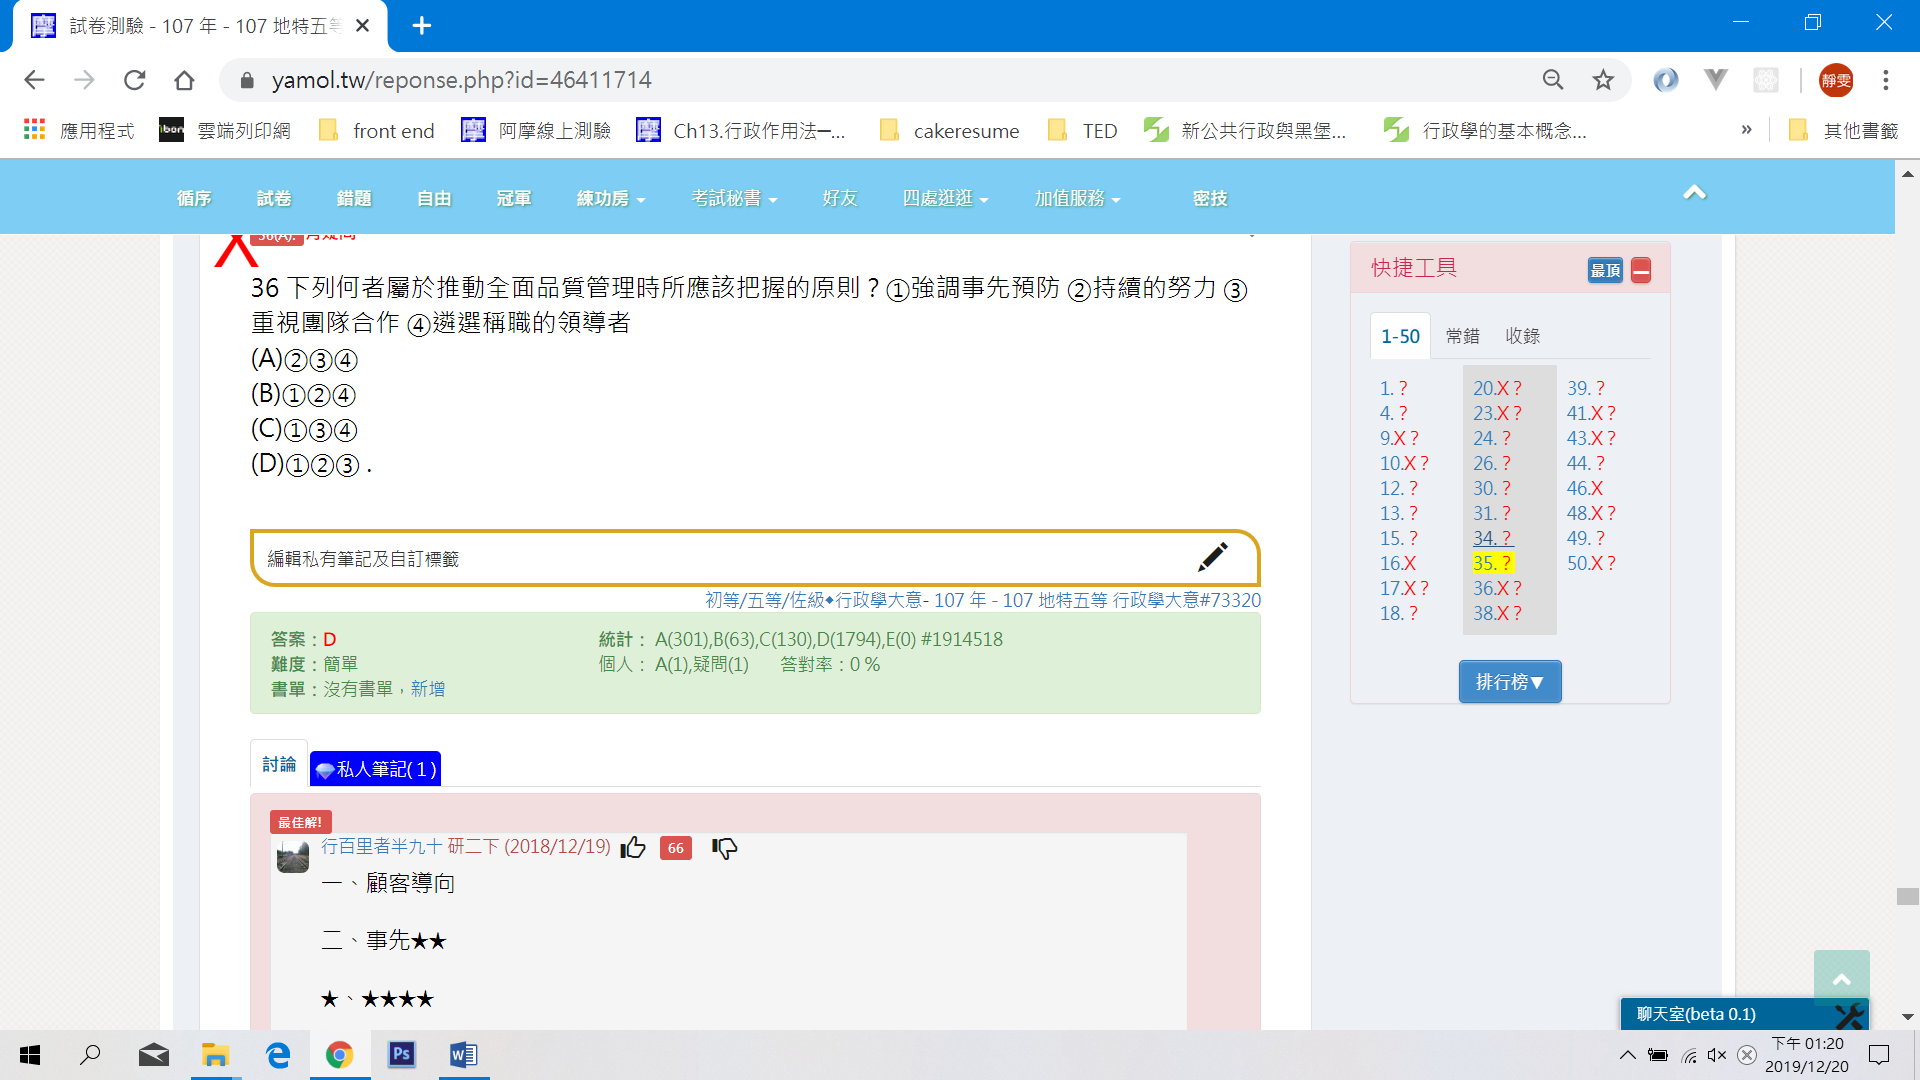 試卷測驗 - 107 年 - 107 地特五
yamol.tw/reponse.php?id=46411714
靜雯
應用程式
ibon 雲端列印網
front end
阿摩線上測驗
Ch13.行政作用法─...
cakeresume
TED
新公共行政與黑堡...
行政學的基本概念...
»
其他書籤
循序 試卷 錯題 自由 冠軍 練功房 考試秘書 好友 四處逛逛 加值服務 密技
36 下列何者屬於推動全面品質管理時所應該把握的原則？①強調事先預防 ②持續的努力 ③
重視團隊合作 ④遴選稱職的領導者
(A)②③④
(B)①②④
(C)①③④
(D)①②③ .
編輯私有筆記及自訂標籤
初等/五等/佐級◆行政學大意- 107 年 - 107 地特五等 行政學大意#73320
答案：D
難度：簡單
書單：沒有書單，新增
統計： A(301),B(63),C(130),D(1794),E(0) #1914518
個人： A(1),疑問(1) 答對率：0 %
討論
私人筆記( 1 )
最佳解!
行百里者半九十 研二下 (2018/12/19) 66
一、顧客導向
二、事先★★
★、★★★★
快捷工具 最頂
1-50 常錯 收錄
1. ?
4. ?
9.X ?
10.X ?
12. ?
13. ?
15. ?
16.X
17.X ?
18. ?
20.X ?
23.X ?
24. ?
26. ?
30. ?
31. ?
34. ?
35. ?
36.X ?
38.X ?
39. ?
41.X ?
43.X ?
44. ?
46.X
48.X ?
49. ?
50.X ?
排行榜▼
聊天室(beta 0.1)
Ps
下午 01:20
2019/12/20